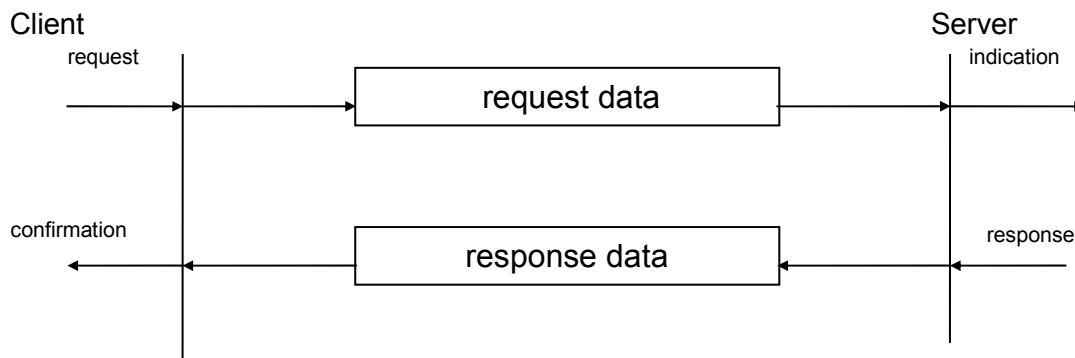 Client
Server
request
indication
request data
confirmation
response
response data